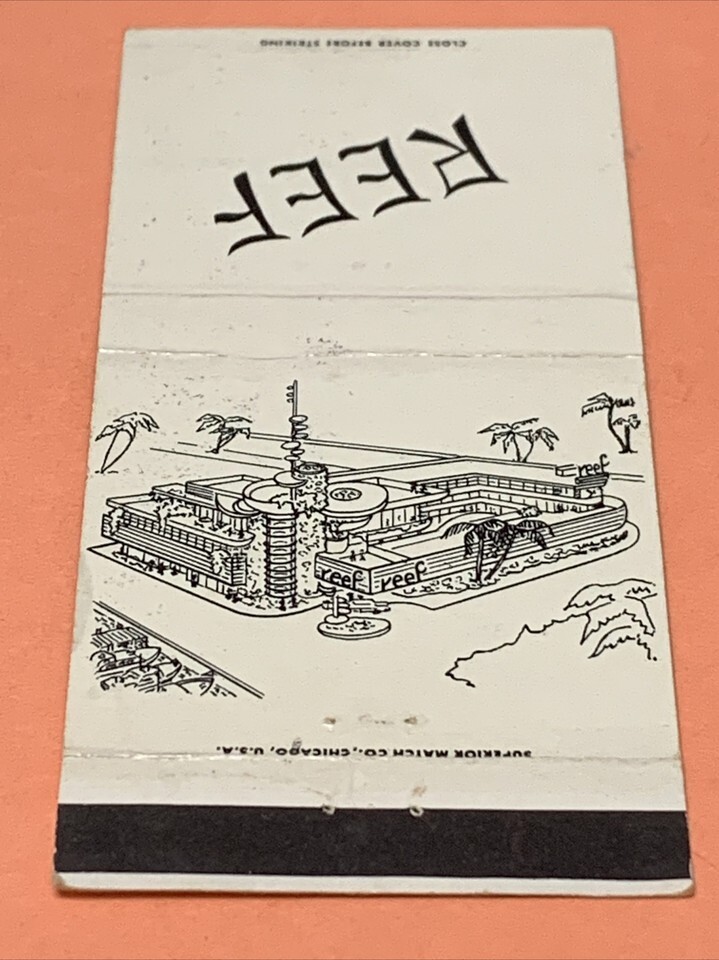 CLOSE COVER BEFORE STRIKING
REEF
reef
reef reef
SUPERIOR MATCH CO., CHICAGO, U.S.A.